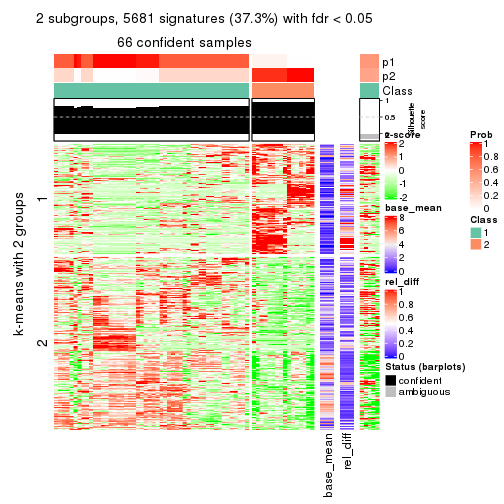 2 subgroups, 5681 signatures (37.3%) with fdr < 0.05
66 confident samples
p1
p2
Class
1
0.5
0
Silhouette
score
k-means with 2 groups
1
2
base_mean
rel_diff
z-score
2
1
0
-1
-2
base_mean
8
6
4
2
0
rel_diff
1
0.8
0.6
0.4
0.2
0
Status (barplots)
confident
ambiguous
Prob
1
0.8
0.6
0.4
0.2
0
Class
1
2